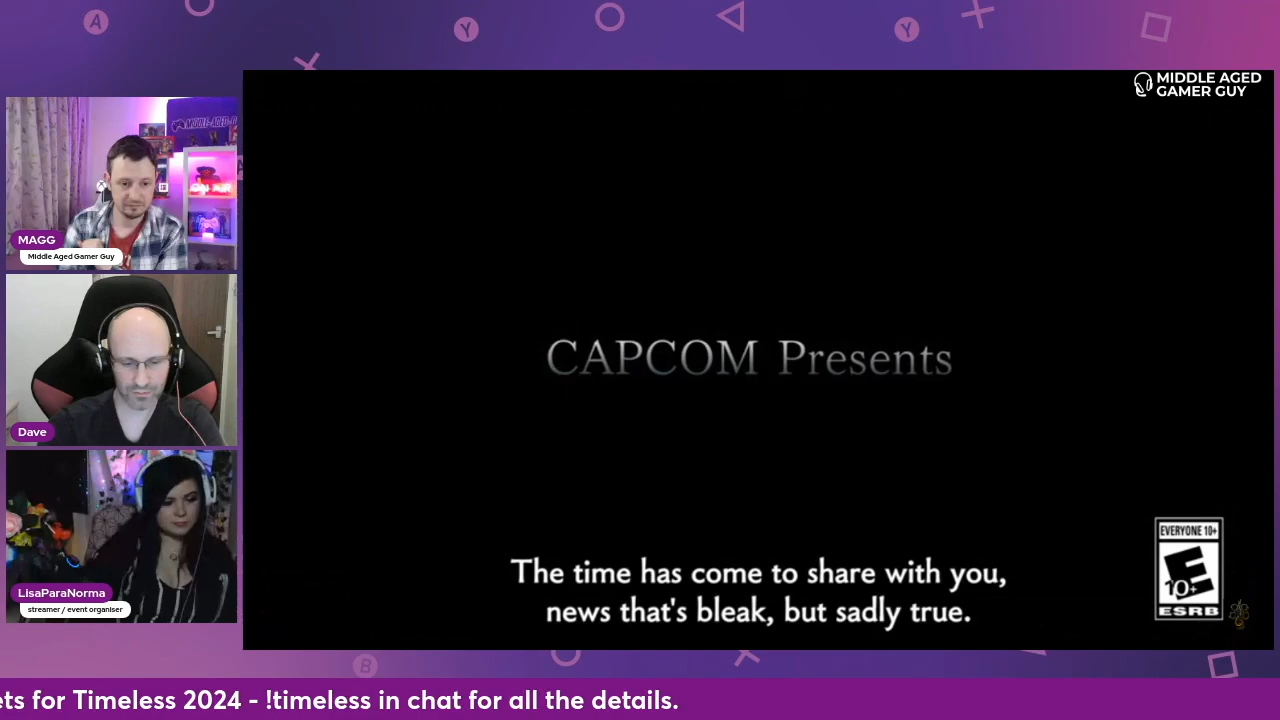 A
Y
Y
MIDDLE AGED
GAMER GUY
ON AIR
MAGG
Middle Aged Gamer Guy
CAPCOM Presents
Dave
The time has come to share with you,
news that's bleak, but sadly true.
EVERYONE 10+
E
10+
ESRB
LisaParaNorma
streamer / event organiser
B
ets for Timeless 2024 - !timeless in chat for all the details.